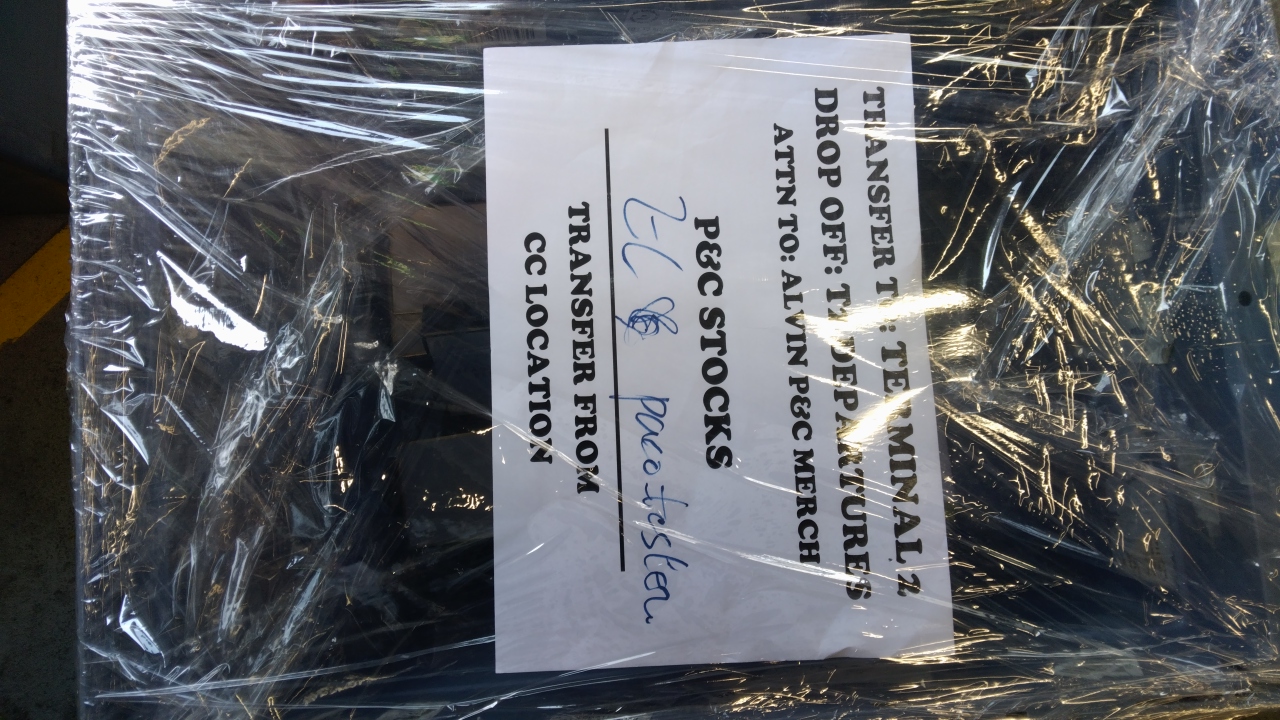 TRANSFER TO: TERMINAL 2
DROP OFF: T2 DEPARTURES
ATTN TO: ALVIN P&C MERCH
P&C STOCKS
TRANSFER FROM
CC LOCATION